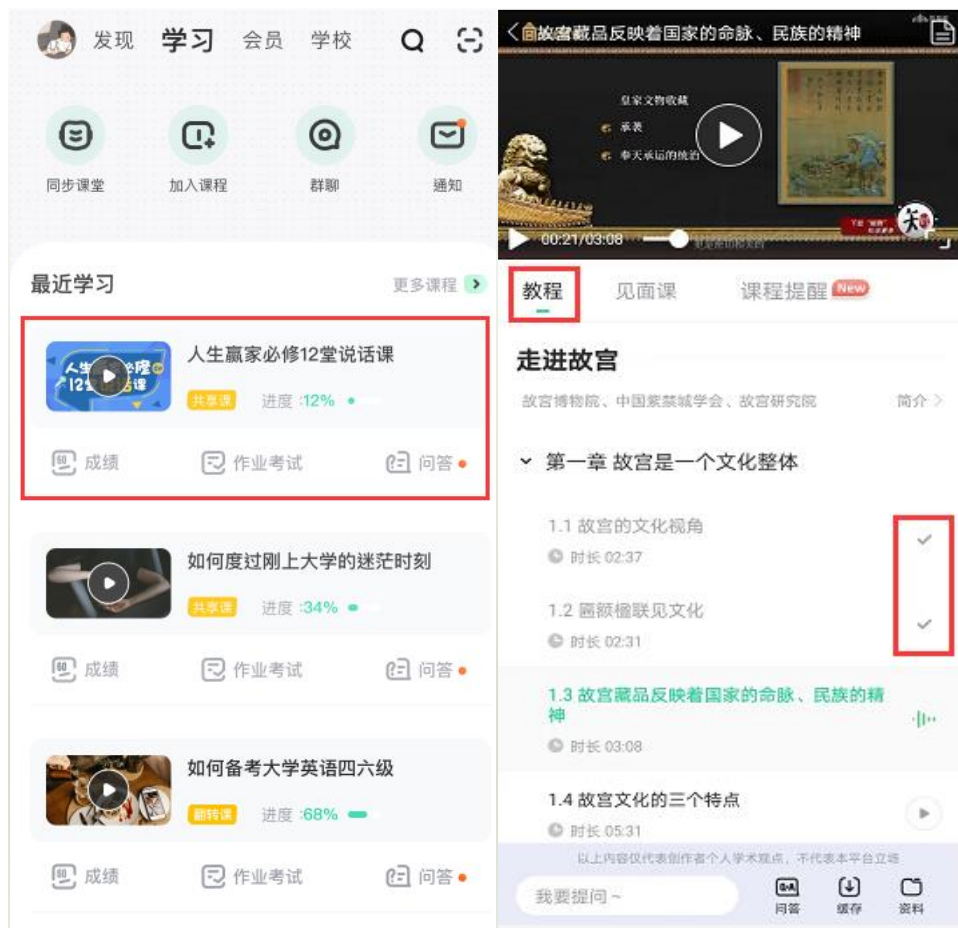 发现 学习 会员 学校
同步课堂 加入课程 群聊 通知
最近学习 更多课程
人生赢家必修12堂说话课
共享课 进度 :12%
成绩 作业考试 问答
如何度过刚上大学的迷茫时刻
共享课 进度 :34%
成绩 作业考试 问答
如何备考大学英语四六级
翻转课 进度 :68%
成绩 作业考试 问答
故宫藏品反映着国家的命脉、民族的精神
皇家文物收藏
承袭
奉天承运的统治
00:21/03:08
教程 见面课 课程提醒 New
走进故宫
故宫博物院、中国紫禁城学会、故宫研究院 简介
第一章 故宫是一个文化整体
1.1 故宫的文化视角
时长 02:37
1.2 匾额楹联见文化
时长 02:31
1.3 故宫藏品反映着国家的命脉、民族的精
神
时长 03:08
1.4 故宫文化的三个特点
时长 05:31
以上内容仅代表创作者个人学术观点，不代表本平台立场
我要提问~
问答 缓存 资料